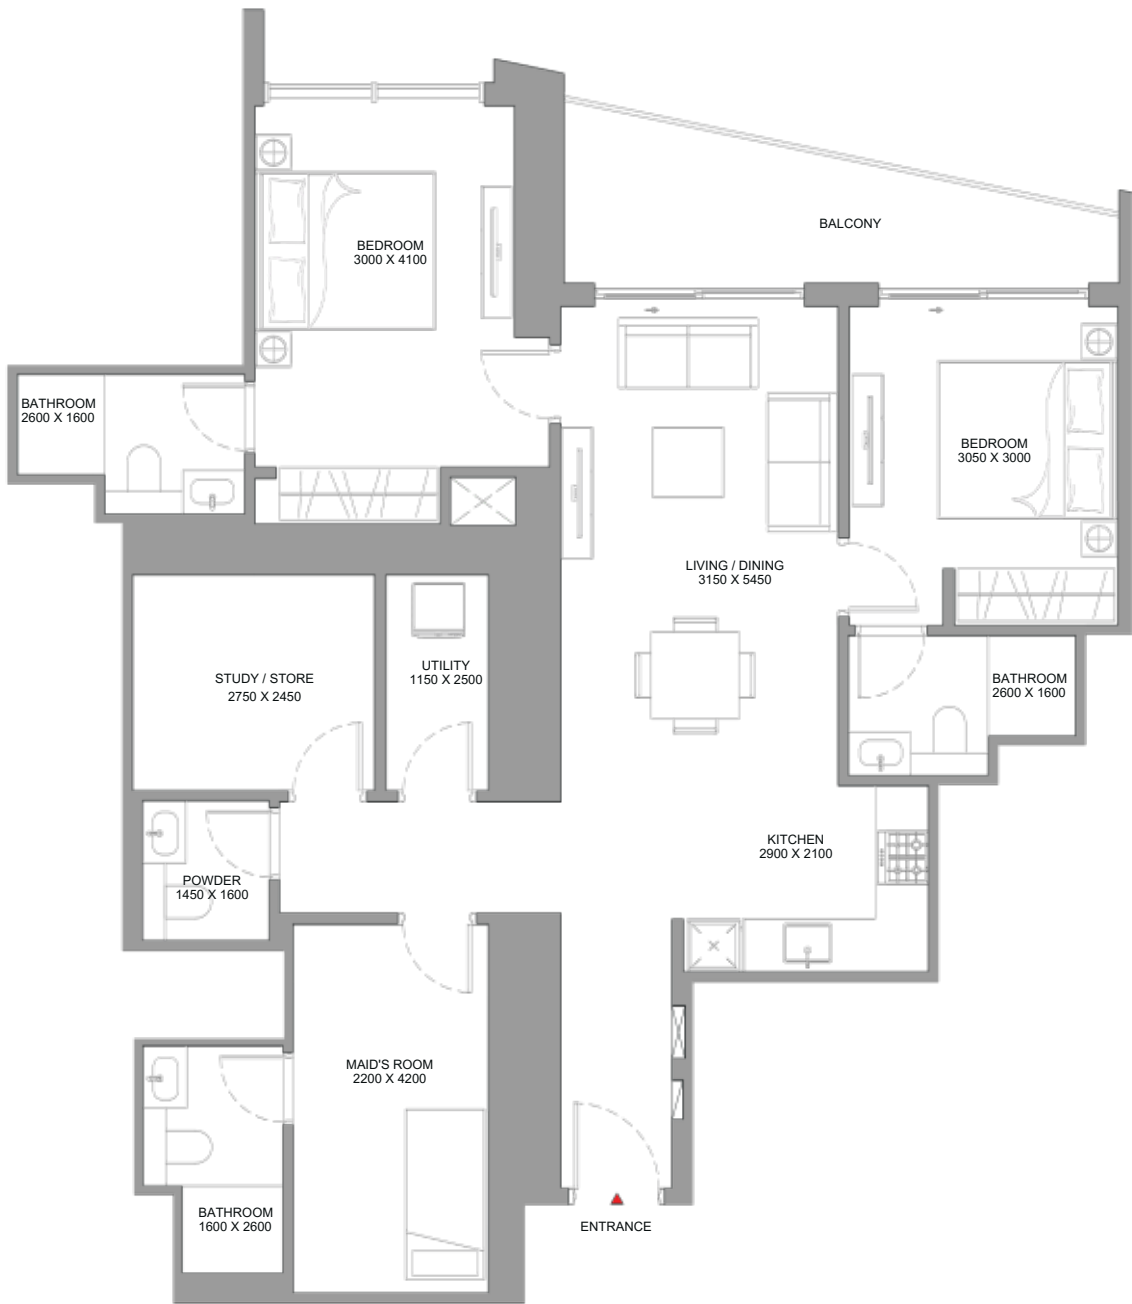 BALCONY
BEDROOM
3000 X 4100
BATHROOM
2600 X 1600
BEDROOM
3050 X 3000
LIVING / DINING
3150 X 5450
STUDY / STORE
2750 X 2450
UTILITY
1150 X 2500
BATHROOM
2600 X 1600
KITCHEN
2900 X 2100
POWDER
1450 X 1600
MAID'S ROOM
2200 X 4200
BATHROOM
1600 X 2600
ENTRANCE